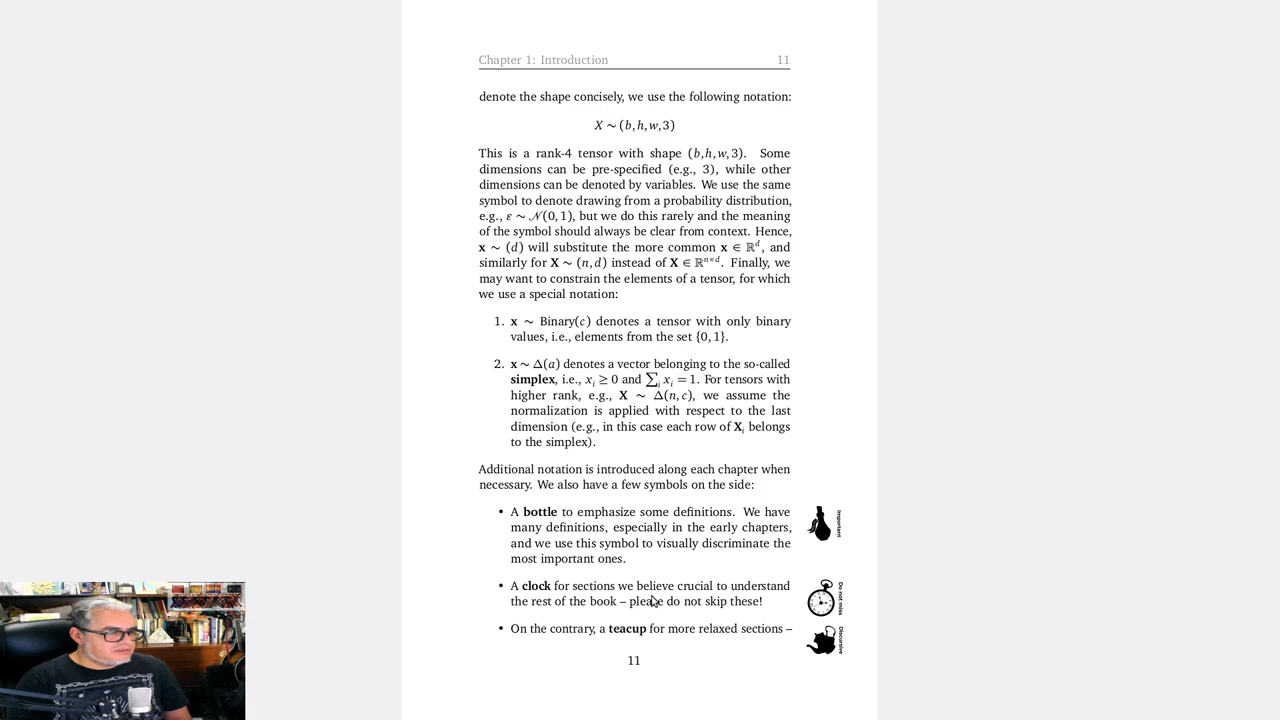 Chapter 1: Introduction 11
denote the shape concisely, we use the following notation:
X ∼ (b, h, w, 3)
This is a rank-4 tensor with shape (b, h, w, 3). Some
dimensions can be pre-specified (e.g., 3), while other
dimensions can be denoted by variables. We use the same
symbol to denote drawing from a probability distribution,
e.g., ε ∼ 𝒩(0, 1), but we do this rarely and the meaning
of the symbol should always be clear from context. Hence,
x ∼ (d) will substitute the more common x ∈ ℝᵈ, and
similarly for X ∼ (n, d) instead of X ∈ ℝⁿˣᵈ. Finally, we
may want to constrain the elements of a tensor, for which
we use a special notation:
1. x ∼ Binary(c) denotes a tensor with only binary
values, i.e., elements from the set {0, 1}.
2. x ∼ Δ(a) denotes a vector belonging to the so-called
simplex, i.e., xᵢ ≥ 0 and ∑ᵢ xᵢ = 1. For tensors with
higher rank, e.g., X ∼ Δ(n, c), we assume the
normalization is applied with respect to the last
dimension (e.g., in this case each row of Xᵢ belongs
to the simplex).
Additional notation is introduced along each chapter when
necessary. We also have a few symbols on the side:
• A bottle to emphasize some definitions. We have
many definitions, especially in the early chapters,
and we use this symbol to visually discriminate the
most important ones.
Important
• A clock for sections we believe crucial to understand
the rest of the book – please do not skip these!
Do not miss
• On the contrary, a teacup for more relaxed sections –
Discursive
11